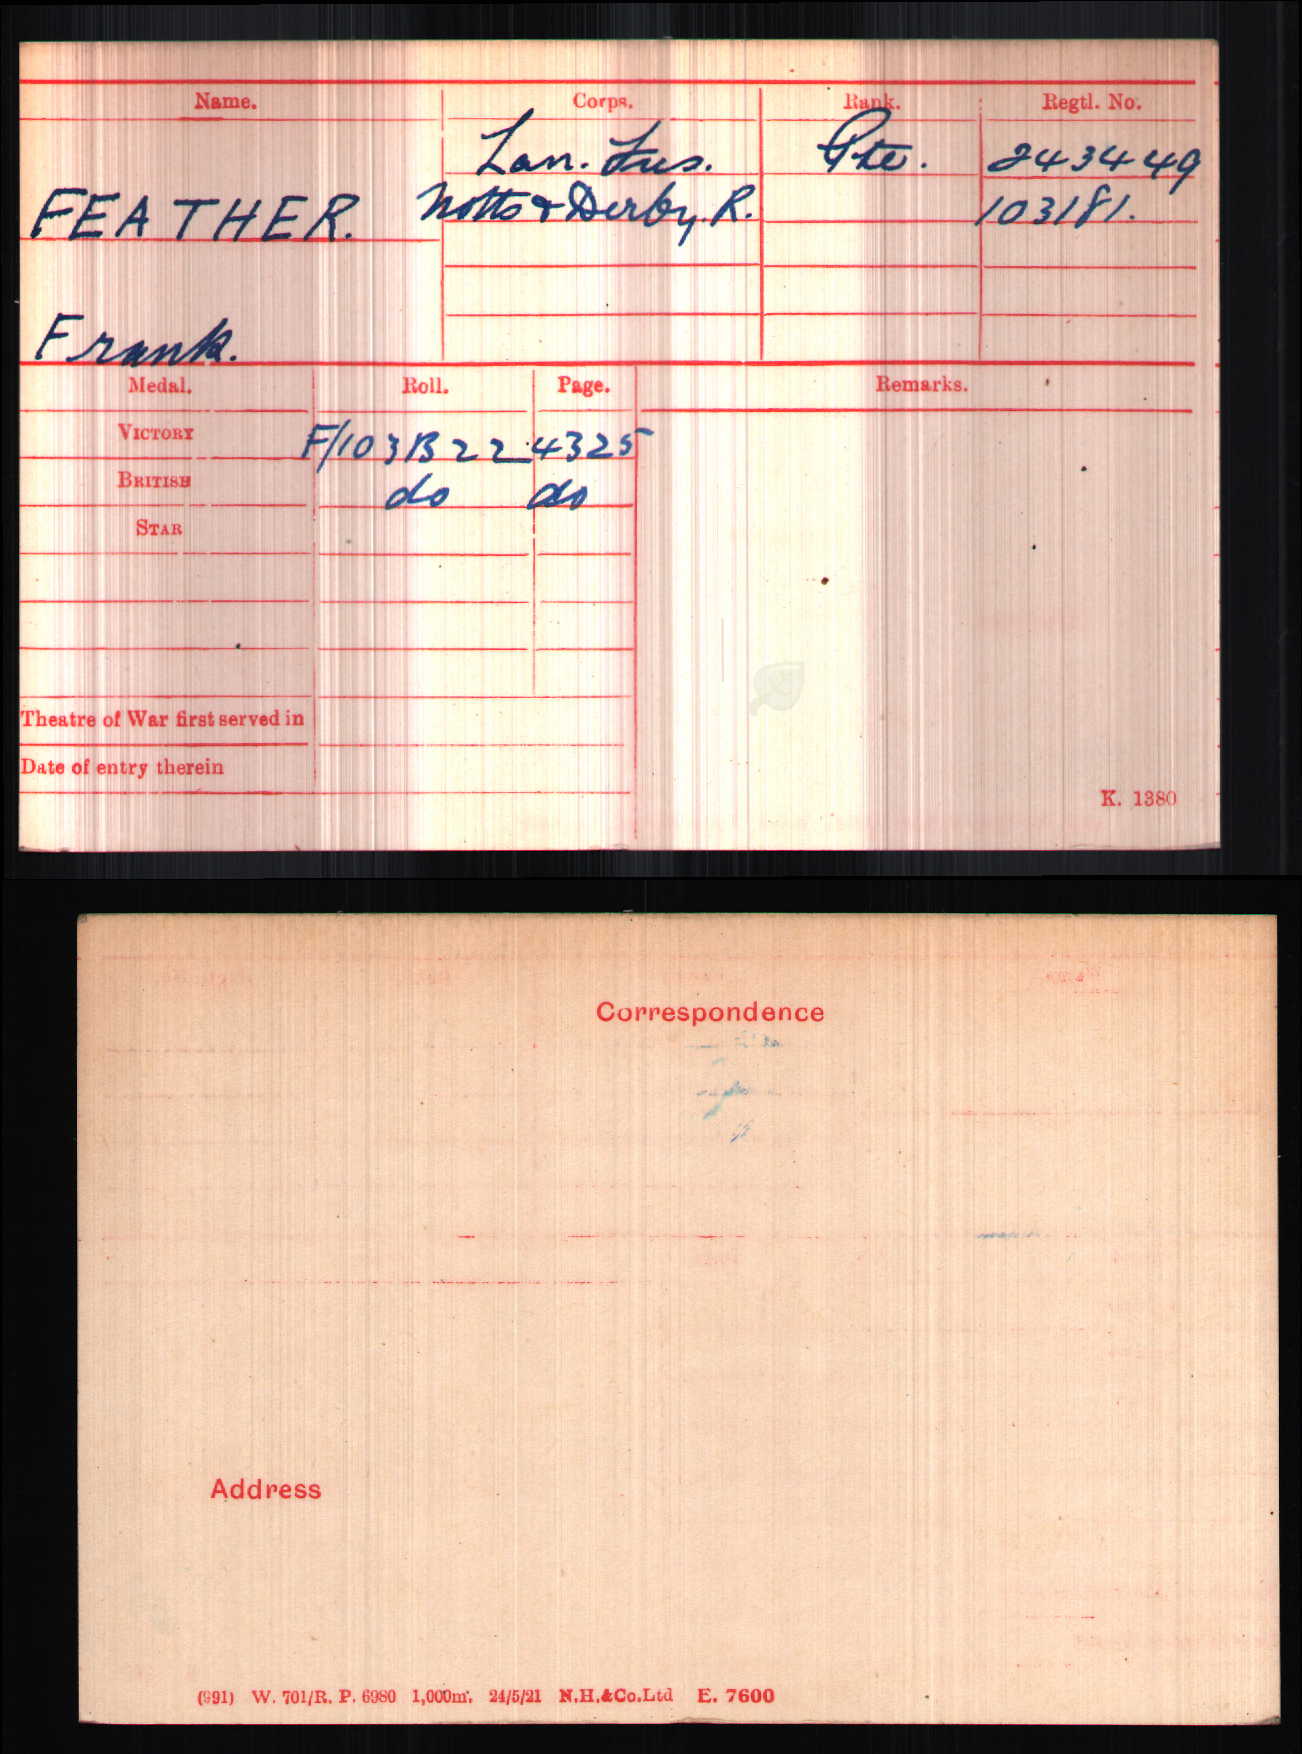 Name. Corps. Rank. Regtl. No.
Lan. Fus. Pte. 243449
FEATHER. Notts & Derby. R. 103181.
Frank.
Medal. Roll. Page. Remarks.
VICTORY F/103B22 4325
BRITISH do do
STAR
Theatre of War first served in
Date of entry therein
K. 1380
Correspondence
Address
(991) W. 701/R. P. 6980 1,000m. 24/5/21 N.H.&Co.Ltd E. 7600